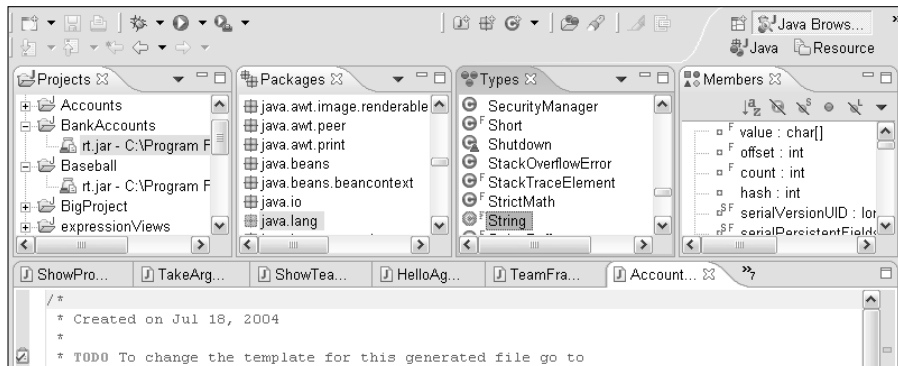 Java Brows...
»
Java
Resource
Projects
Accounts
BankAccounts
rt.jar - C:\Program F
Baseball
rt.jar - C:\Program F
BigProject
expressionViews
Packages
java.awt.image.renderable
java.awt.peer
java.awt.print
java.beans
java.beans.beancontext
java.io
java.lang
Types
SecurityManager
F Short
Shutdown
StackOverflowError
F StackTraceElement
F StrictMath
F String
Members
F value : char[]
F offset : int
F count : int
hash : int
SF serialVersionUID : lor
SF serialPersistentFields
ShowPro...
TakeArg...
ShowTea...
HelloAg...
TeamFra...
Account...
»7
/*
* Created on Jul 18, 2004
*
* TODO To change the template for this generated file go to